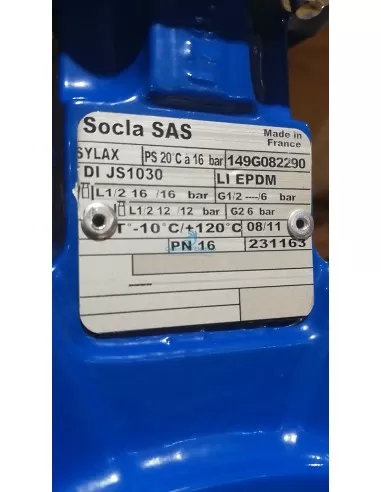 Socla SAS
Made in
France
SYLAX PS 20°C à 16 bar 149G082290
DI JS1030 LI EPDM
L1/2 16 /16 bar G1/2 ----/6 bar
L1/2 12 /12 bar G2 6 bar
T°-10°C/+120°C 08/11
PN 16 231163